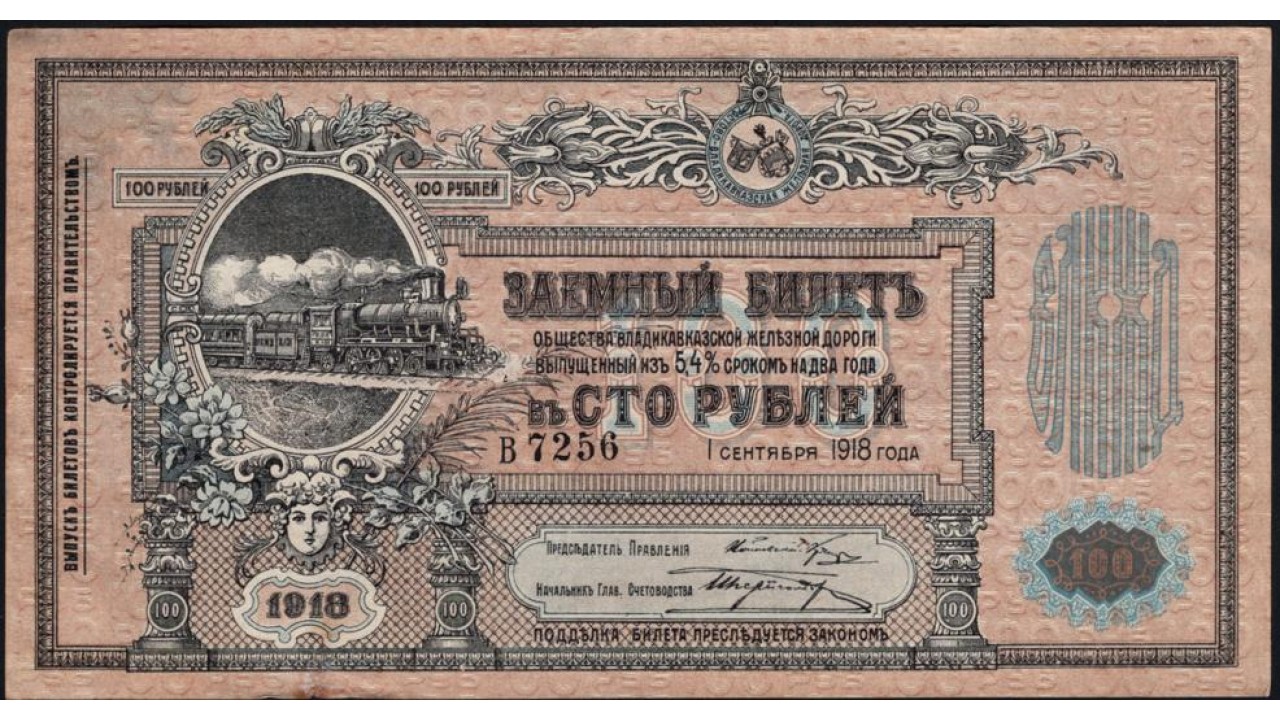 ВЫПУСКЪ БИЛЕТОВЪ КОНТРОЛИРУЕТСЯ ПРАВИТЕЛЬСТВОМЪ.
100 РУБЛЕЙ
100 РУБЛЕЙ
ВЛАДИКАВКАЗСКАЯ
100
ЗАЕМНЫЙ БИЛЕТЪ
ОБЩЕСТВА ВЛАДИКАВКАЗСКОЙ ЖЕЛѢЗНОЙ ДОРОГИ
ВЫПУЩЕННЫЙ ИЗЪ 5,4% СРОКОМЪ НА ДВА ГОДА
ВЪ СТО РУБЛЕЙ
В 7256
1 СЕНТЯБРЯ 1918 ГОДА
ПРЕДСѢДАТЕЛЬ ПРАВЛЕНІЯ
НАЧАЛЬНИКЪ ГЛАВ. СЧЕТОВОДСТВА
ПОДДѢЛКА БИЛЕТА ПРЕСЛѢДУЕТСЯ ЗАКОНОМЪ
1918
100
100
100
100